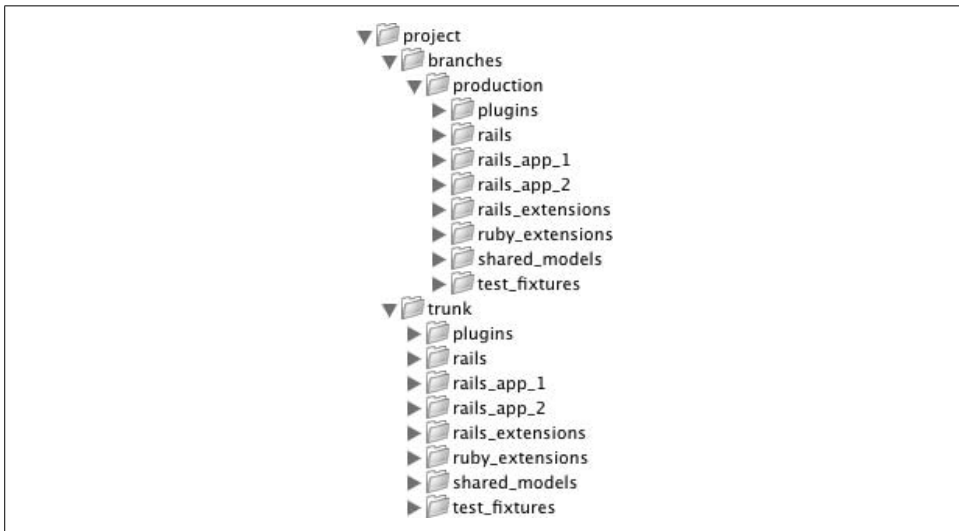 project
branches
production
plugins
rails
rails_app_1
rails_app_2
rails_extensions
ruby_extensions
shared_models
test_fixtures
trunk
plugins
rails
rails_app_1
rails_app_2
rails_extensions
ruby_extensions
shared_models
test_fixtures